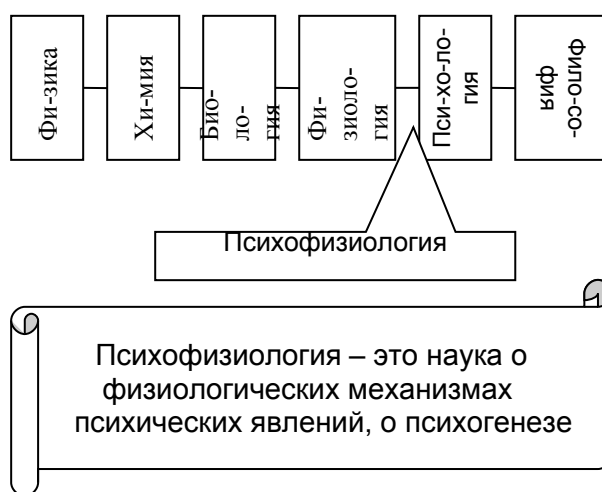 Фи-зика
Хи-мия
Био-
ло-
гия
Фи-
зиоло-
гия
Пси-хо-ло-
гия
Фило-со-
фия
Психофизиология
Психофизиология – это наука о
физиологических механизмах
психических явлений, о психогенезе